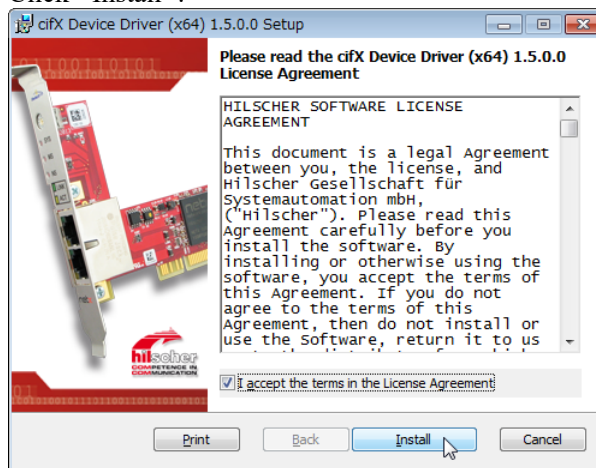 Click "Install".
cifX Device Driver (x64) 1.5.0.0 Setup
Please read the cifX Device Driver (x64) 1.5.0.0
License Agreement
HILSCHER SOFTWARE LICENSE
AGREEMENT
This document is a legal Agreement
between you, the license, and
Hilscher Gesellschaft für
Systemautomation mbH,
("Hilscher"). Please read this
Agreement carefully before you
install the software. By
installing or otherwise using the
software, you accept the terms of
this Agreement. If you do not
agree to the terms of this
Agreement, then do not install or
use the Software, return it to us
hilscher
COMPETENCE IN
COMMUNICATION
I accept the terms in the License Agreement
Print
Back
Install
Cancel